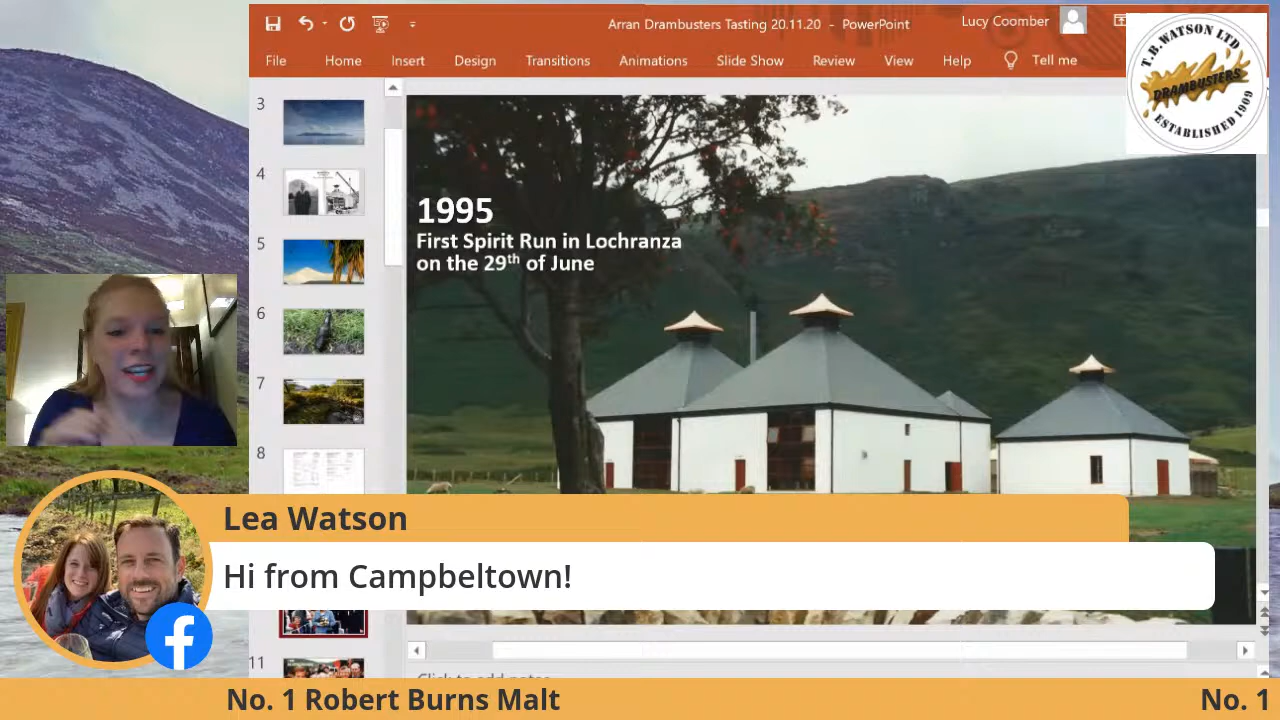 Arran Drambusters Tasting 20.11.20 - PowerPoint
Lucy Coomber
File Home Insert Design Transitions Animations Slide Show Review View Help Tell me
T.B.WATSON LTD
DRAMBUSTERS
ESTABLISHED 1909
3
4
5
6
7
8
11
1995
First Spirit Run in Lochranza
on the 29th of June
Lea Watson
Hi from Campbeltown!
No. 1 Robert Burns Malt
No. 1